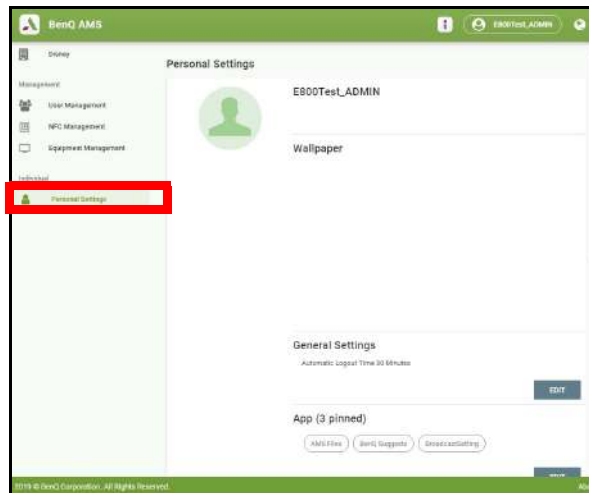 BenQ AMS
E800Test_ADMIN
Disney
Personal Settings
Management
User Management
NFC Management
Equipment Management
Individual
Personal Settings
E800Test_ADMIN
Wallpaper
General Settings
Automatic Logout Time 30 Minutes
EDIT
App (3 pinned)
AMS Files
BenQ Suggests
BroadcastSetting
2019 © BenQ Corporation. All Rights Reserved.